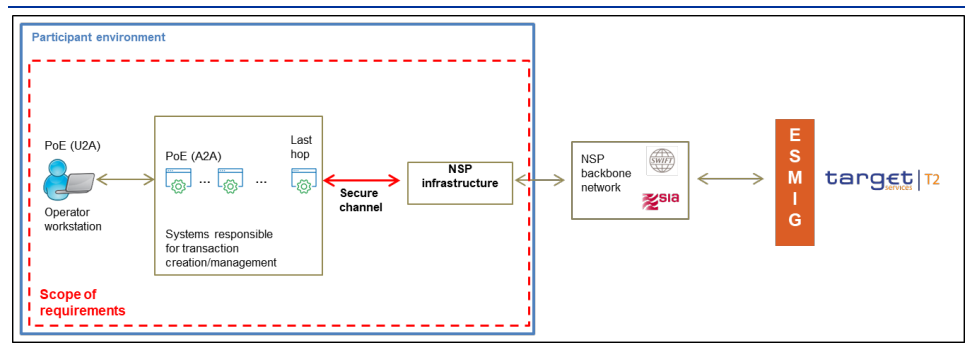 Participant environment
PoE (U2A)
Operator
workstation
PoE (A2A)
Last
hop
... ...
Systems responsible
for transaction
creation/management
Secure
channel
NSP
infrastructure
NSP
backbone
network
SWIFT
sia
E
S
M
I
G
target
services
T2
Scope of
requirements